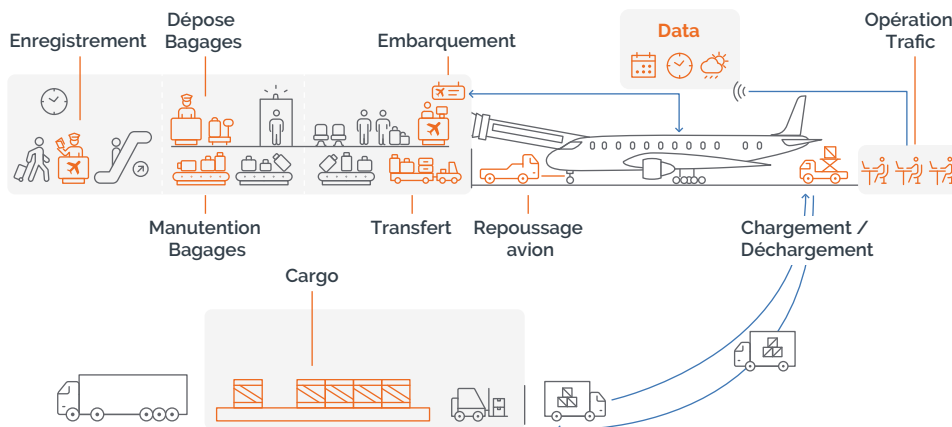 Enregistrement
Dépose
Bagages
Embarquement
Data
Opération
Trafic
Manutention
Bagages
Transfert
Repoussage
avion
Chargement /
Déchargement
Cargo